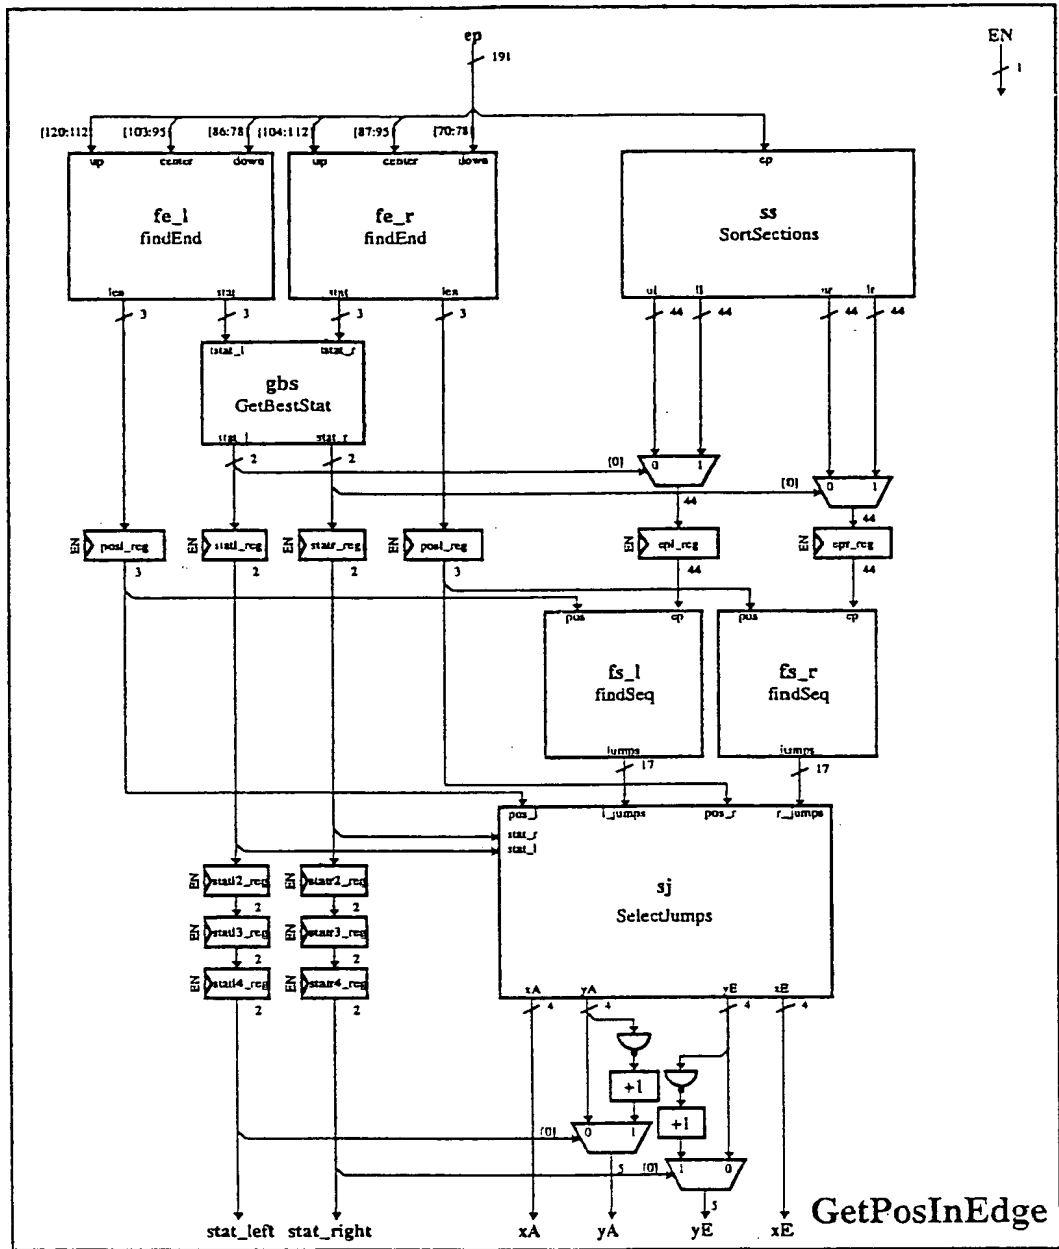 ep
191
EN
1
[120:112]
[103:95]
[86:78]
[104:112]
[87:95]
[70:78]
up center down
up center down
ep
fe_l
findEnd
fe_r
findEnd
ss
SortSections
len stat
stat len
ul ll ur lr
3 3 3 3
44 44 44 44
tstat_l tstat_r
gbs
GetBestStat
stat_l stat_r
2 2
[0]
0 1
[0]
0 1
44
44
EN posl_reg
EN statl_reg
EN statr_reg
EN posl_reg
EN epl_reg
EN epr_reg
3 2 2 3 44 44
pos ep
pos ep
fs_l
findSeq
fs_r
findSeq
jumps
jumps
17
17
pos_l l_jumps pos_r r_jumps
stat_r
stat_l
sj
SelectJumps
EN statl2_reg
EN statr2_reg
2 2
EN statl3_reg
EN statr3_reg
2 2
EN statl4_reg
EN statr4_reg
2 2
xA yA yE xE
4 4 4 4
+1
+1
[0]
0 1
5
[0]
1 0
5
stat_left stat_right xA yA yE xE
GetPosInEdge